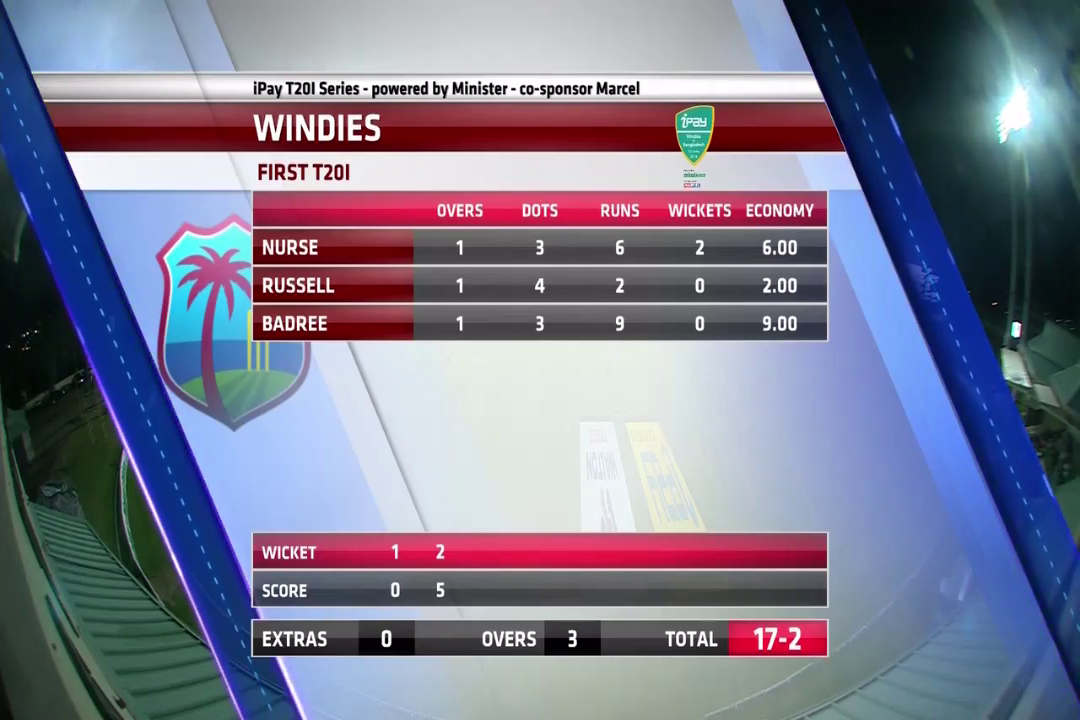 iPay T20I Series - powered by Minister - co-sponsor Marcel
WINDIES
iPay
FIRST T20I
OVERS DOTS RUNS WICKETS ECONOMY
NURSE 1 3 6 2 6.00
RUSSELL 1 4 2 0 2.00
BADREE 1 3 9 0 9.00
WICKET 1 2
SCORE 0 5
EXTRAS 0 OVERS 3 TOTAL 17-2